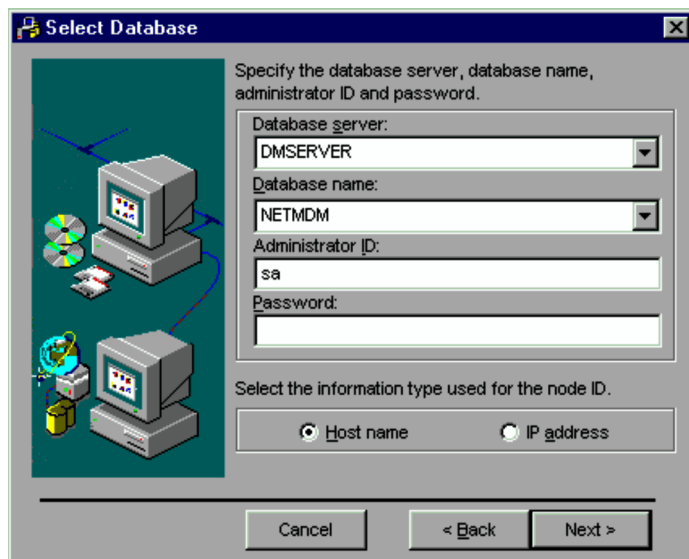 Select Database
Specify the database server, database name,
administrator ID and password.
Database server:
DMSERVER
Database name:
NETMDM
Administrator ID:
sa
Password:
Select the information type used for the node ID.
Host name IP address
Cancel < Back Next >